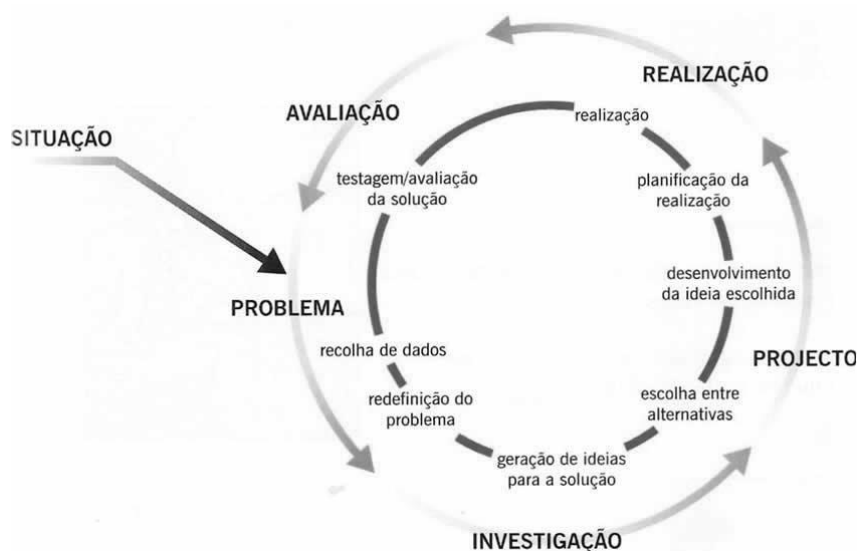 SITUAÇÃO
PROBLEMA
INVESTIGAÇÃO
PROJECTO
REALIZAÇÃO
AVALIAÇÃO
recolha de dados
redefinição do
problema
geração de ideias
para a solução
escolha entre
alternativas
desenvolvimento
da ideia escolhida
planificação da
realização
realização
testagem/avaliação
da solução